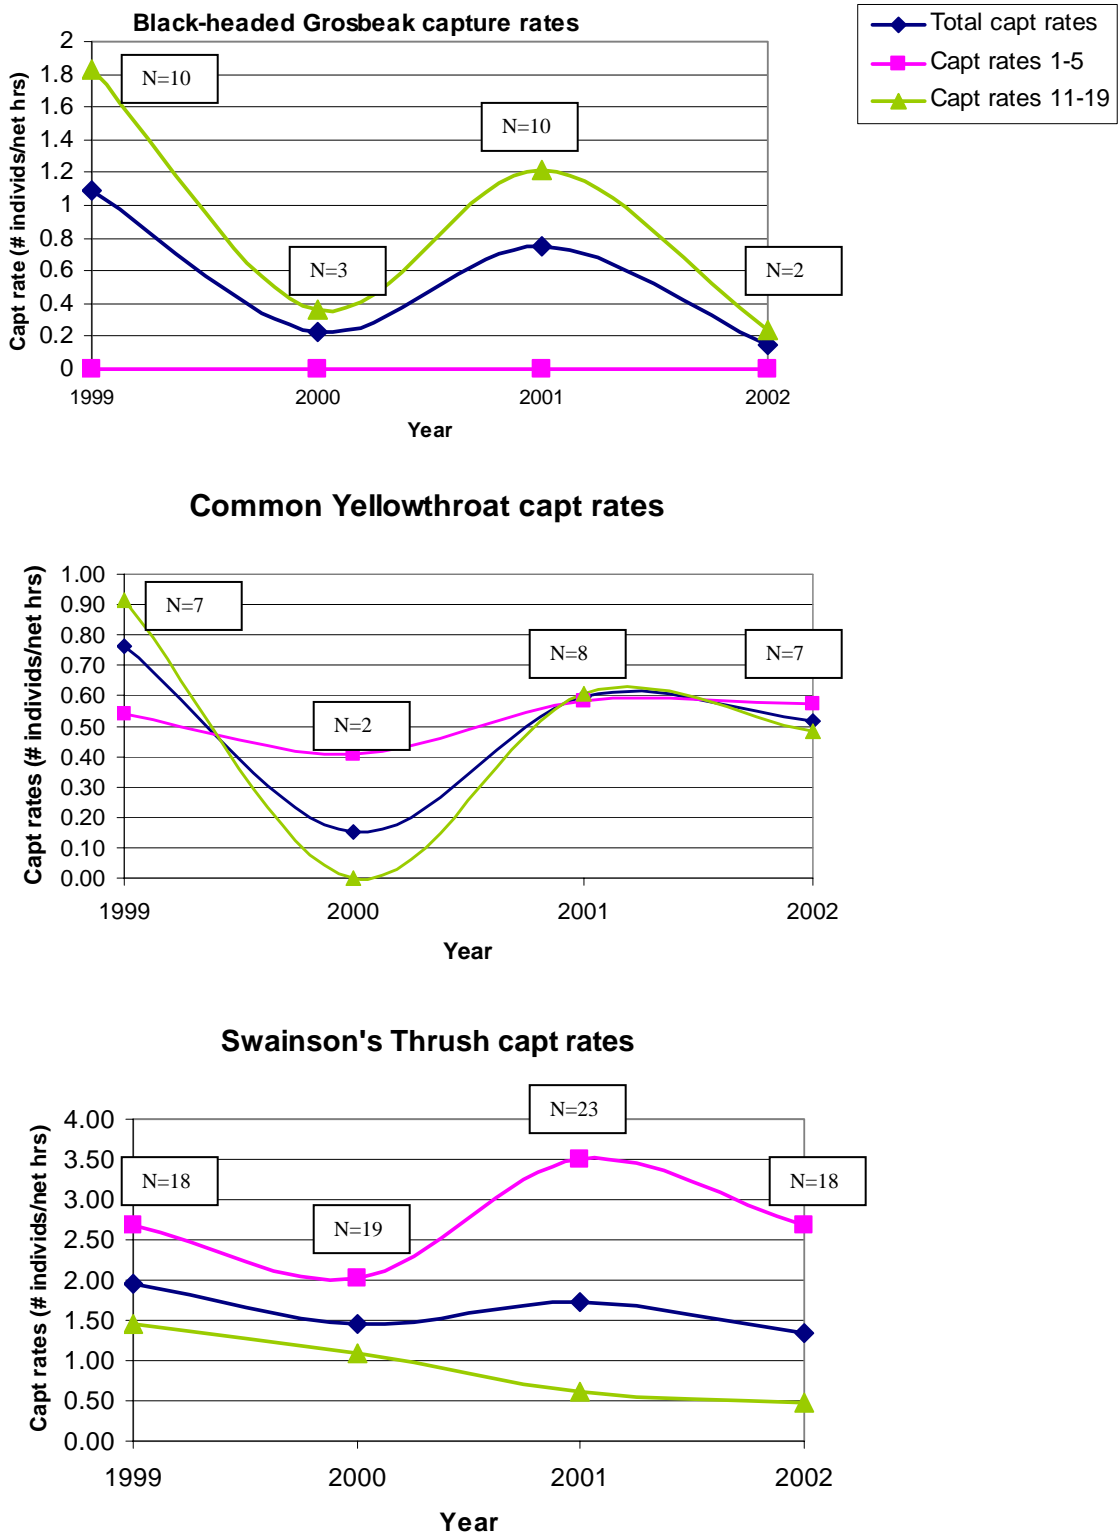 Black-headed Grosbeak capture rates
Total capt rates
Capt rates 1-5
Capt rates 11-19
Capt rate (# individs/net hrs)
2
1.8
1.6
1.4
1.2
1
0.8
0.6
0.4
0.2
0
N=10
N=3
N=10
N=2
1999 2000 2001 2002
Year
Common Yellowthroat capt rates
Capt rates (# individs/net hrs)
1.00
0.90
0.80
0.70
0.60
0.50
0.40
0.30
0.20
0.10
0.00
N=7
N=2
N=8
N=7
1999 2000 2001 2002
Year
Swainson's Thrush capt rates
Capt rates (# individs/net hrs)
4.00
3.50
3.00
2.50
2.00
1.50
1.00
0.50
0.00
N=18
N=19
N=23
N=18
1999 2000 2001 2002
Year